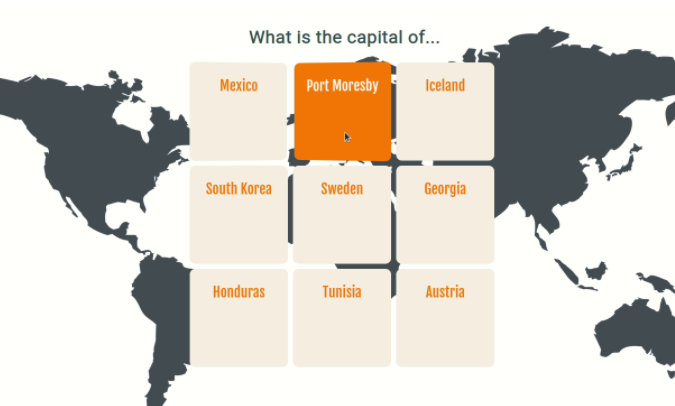 What is the capital of...
Mexico
Port Moresby
Iceland
South Korea
Sweden
Georgia
Honduras
Tunisia
Austria